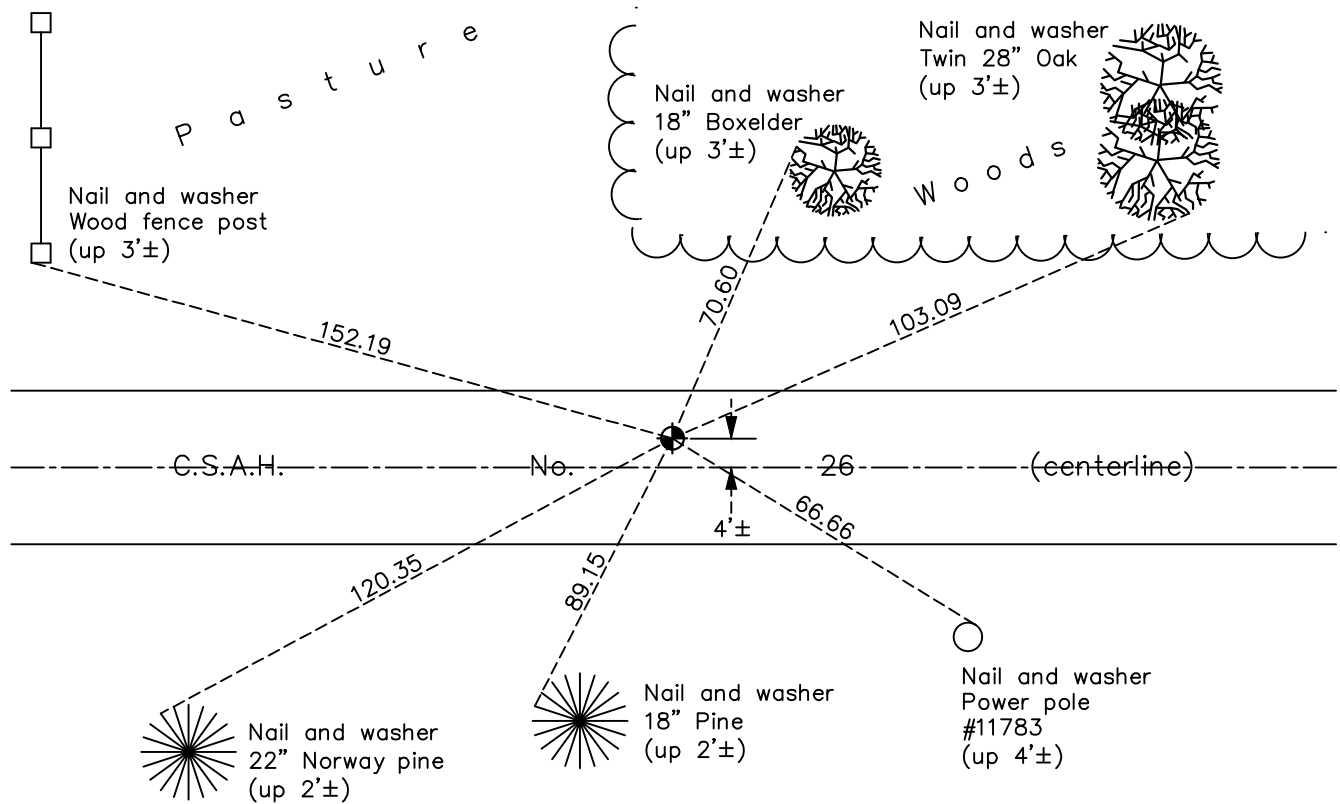 Pasture
Nail and washer
Wood fence post
(up 3'±)
Nail and washer
18" Boxelder
(up 3'±)
Nail and washer
Twin 28" Oak
(up 3'±)
Woods
152.19
70.60
103.09
C.S.A.H. No. 26 (centerline)
4'±
120.35
89.15
66.66
Nail and washer
22" Norway pine
(up 2'±)
Nail and washer
18" Pine
(up 2'±)
Nail and washer
Power pole
#11783
(up 4'±)